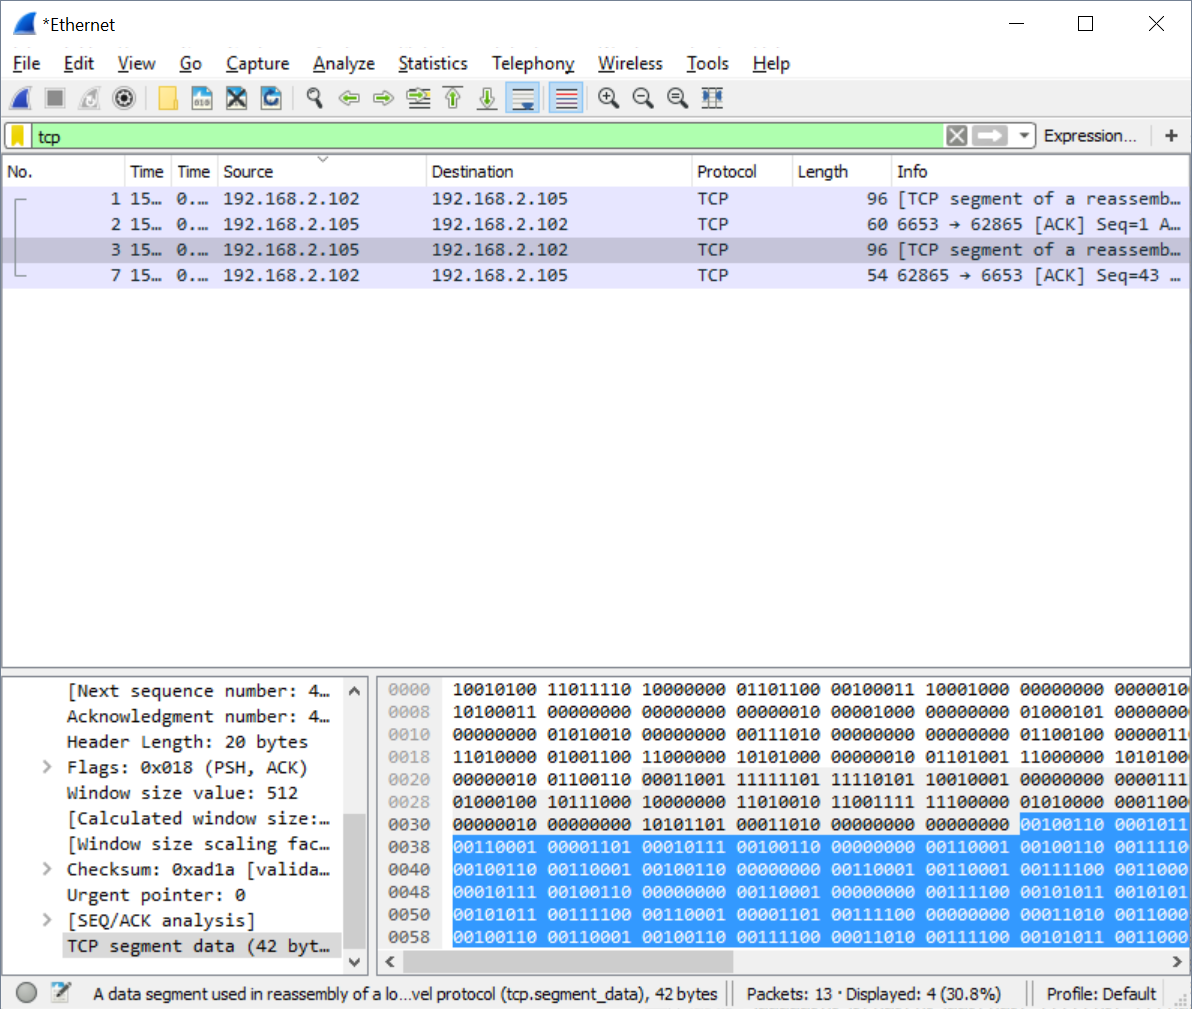 *Ethernet
File Edit View Go Capture Analyze Statistics Telephony Wireless Tools Help
tcp Expression... +
No. Time Time Source Destination Protocol Length Info
1 15… 0.… 192.168.2.102 192.168.2.105 TCP 96 [TCP segment of a reassemb…
2 15… 0.… 192.168.2.105 192.168.2.102 TCP 60 6653 → 62865 [ACK] Seq=1 A…
3 15… 0.… 192.168.2.105 192.168.2.102 TCP 96 [TCP segment of a reassemb…
7 15… 0.… 192.168.2.102 192.168.2.105 TCP 54 62865 → 6653 [ACK] Seq=43 …
[Next sequence number: 4…
Acknowledgment number: 4…
Header Length: 20 bytes
Flags: 0x018 (PSH, ACK)
Window size value: 512
[Calculated window size:…
[Window size scaling fac…
Checksum: 0xad1a [valida…
Urgent pointer: 0
[SEQ/ACK analysis]
TCP segment data (42 byt…
0000 10010100 11011110 10000000 01101100 00100011 10001000 00000000 0000010
0008 10100011 00000000 00000000 00000010 00001000 00000000 01000101 0000000
0010 00000000 01010010 00000000 00111010 00000000 00000000 01100100 0000011
0018 11010000 01001100 11000000 10101000 00000010 01101001 11000000 1010100
0020 00000010 01100110 00011001 11111101 11110101 10010001 00000000 0000111
0028 01000100 10111000 10000000 11010010 11001111 11100000 01010000 0001100
0030 00000010 00000000 10101101 00011010 00000000 00000000 00100110 0001011
0038 00110001 00001101 00010111 00100110 00000000 00110001 00100110 0011110
0040 00100110 00110001 00100110 00000000 00110001 00110001 00111100 0011000
0048 00010111 00100110 00000000 00110001 00000000 00111100 00101011 0010101
0050 00101011 00111100 00110001 00001101 00111100 00000000 00011010 0011000
0058 00100110 00110001 00100110 00111100 00011010 00111100 00101011 0011000
A data segment used in reassembly of a lo…vel protocol (tcp.segment_data), 42 bytes Packets: 13 · Displayed: 4 (30.8%) Profile: Default